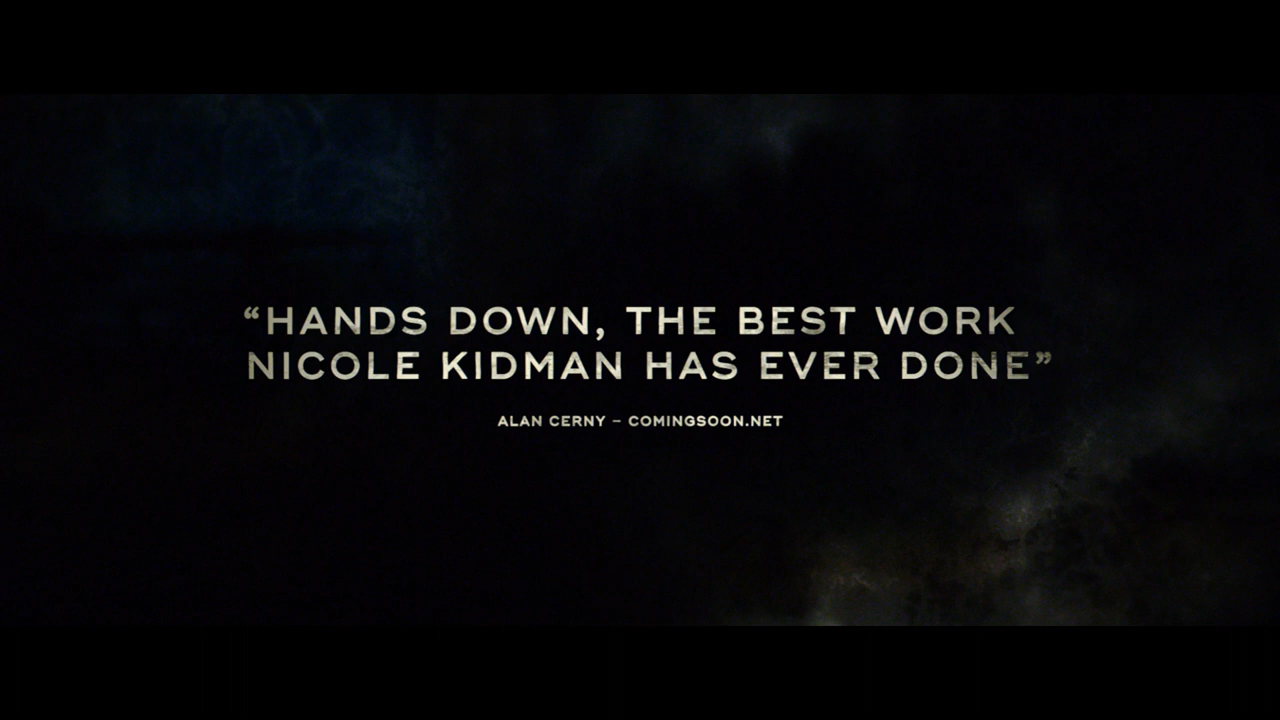 “HANDS DOWN, THE BEST WORK
NICOLE KIDMAN HAS EVER DONE”
ALAN CERNY – COMINGSOON.NET